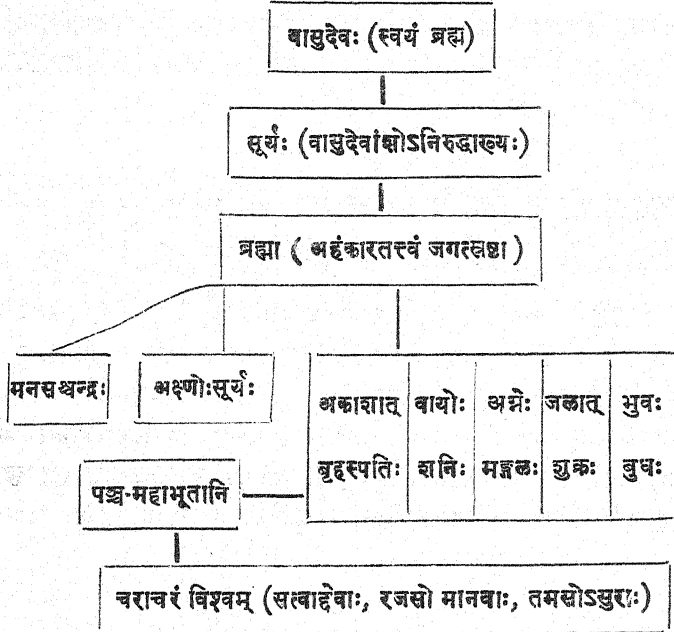 वासुदेवः (स्वयं ब्रह्म)
सूर्यः (वासुदेवांशोऽनिरुद्धाख्यः)
ब्रह्मा ( अहंकारतत्त्वं जगत्स्रष्टा )
मनसश्चन्द्रः
अक्ष्णोःसूर्यः
अकाशात् वायोः अग्नेः जलात् भुवः
बृहस्पतिः शनिः मङ्गलः शुक्रः बुधः
पञ्च-महाभूतानि
चराचरं विश्वम् (सत्वाद्देवाः, रजसो मानवाः, तमसोऽसुराः)